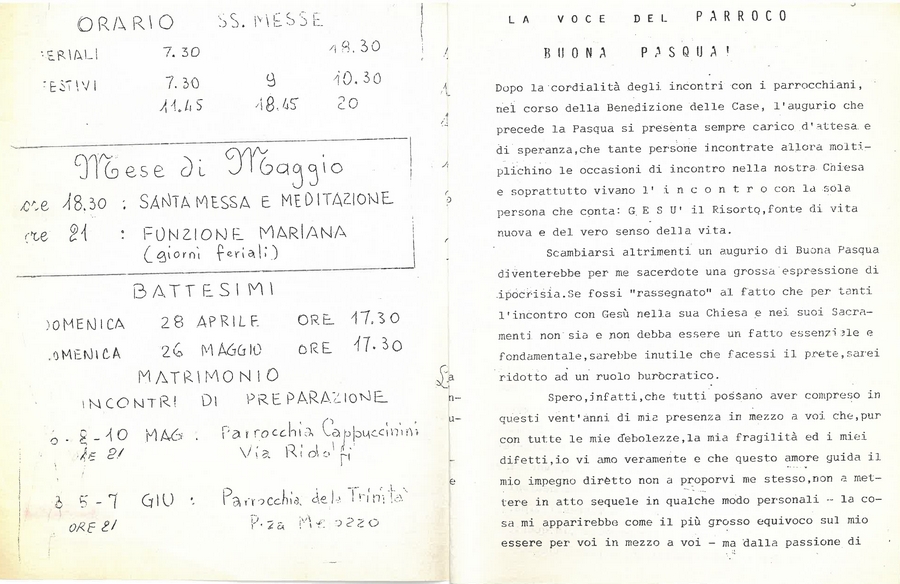 ORARIO SS. MESSE
FERIALI 7.30 18.30
FESTIVI 7.30 9 10.30
11.45 18.45 20
Mese di Maggio
ore 18.30 : SANTA MESSA E MEDITAZIONE
ore 21 : FUNZIONE MARIANA
(giorni feriali)
BATTESIMI
DOMENICA 28 APRILE ORE 17.30
DOMENICA 26 MAGGIO ORE 17.30
MATRIMONIO
INCONTRI DI PREPARAZIONE
8-10 MAG : Parrocchia Cappuccinini
ORE 21 Via Ridolfi
3 5-7 GIU : Parrocchia della Trinità
ORE 21 P.za
LA VOCE DEL PARROCO
BUONA PASQUA!
Dopo la cordialità degli incontri con i parrocchiani,
nel corso della Benedizione delle Case, l'augurio che
precede la Pasqua si presenta sempre carico d'attesa e
di speranza,che tante persone incontrate allora molti-
plichino le occasioni di incontro nella nostra Chiesa
e soprattutto vivano l' i n c o n t r o con la sola
persona che conta: G E S U' il Risorto,fonte di vita
nuova e del vero senso della vita.
Scambiarsi altrimenti un augurio di Buona Pasqua
diventerebbe per me sacerdote una grossa espressione di
ipocrisia.Se fossi "rassegnato" al fatto che per tanti
l'incontro con Gesù nella sua Chiesa e nei suoi Sacra-
menti non sia e non debba essere un fatto essenziale e
fondamentale,sarebbe inutile che facessi il prete,sarei
ridotto ad un ruolo burocratico.
Spero,infatti,che tutti possano aver compreso in
questi vent'anni di mia presenza in mezzo a voi che,pur
con tutte le mie debolezze,la mia fragilità ed i miei
difetti,io vi amo veramente e che questo amore guida il
mio impegno diretto non a proporvi me stesso,non a met-
tere in atto sequele in qualche modo personali - la co-
sa mi apparirebbe come il più grosso equivoco sul mio
essere per voi in mezzo a voi - ma dalla passione di